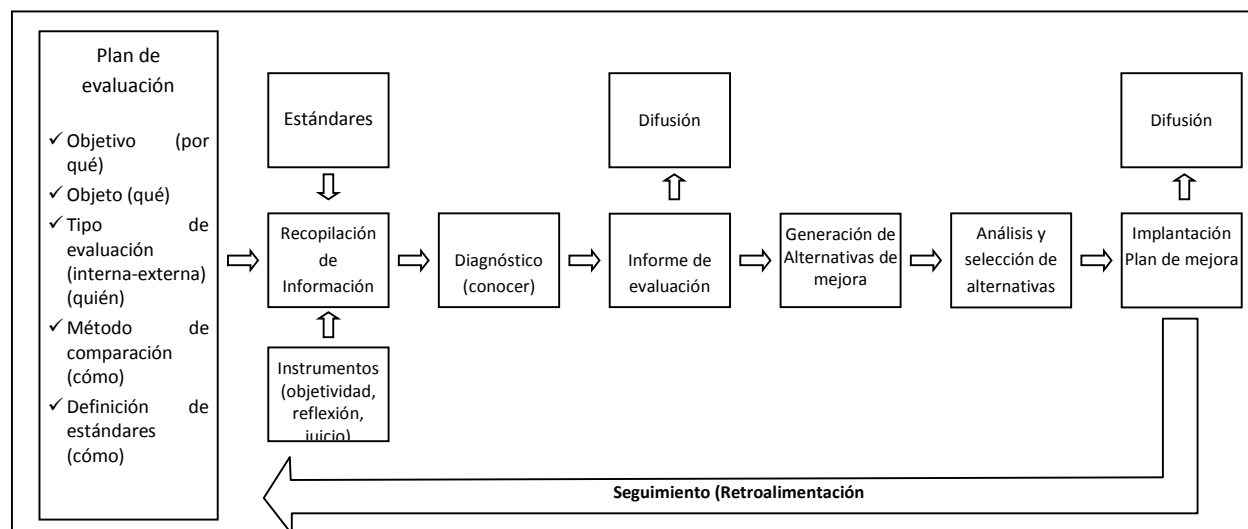 Plan de
evaluación
✓ Objetivo (por
qué)
✓ Objeto (qué)
✓ Tipo de
evaluación
(interna-externa)
(quién)
✓ Método de
comparación
(cómo)
✓ Definición de
estándares
(cómo)
Estándares
Recopilación
de
Información
Instrumentos
(objetividad,
reflexión,
juicio)
Diagnóstico
(conocer)
Difusión
Informe de
evaluación
Generación de
Alternativas de
mejora
Análisis y
selección de
alternativas
Difusión
Implantación
Plan de mejora
Seguimiento (Retroalimentación